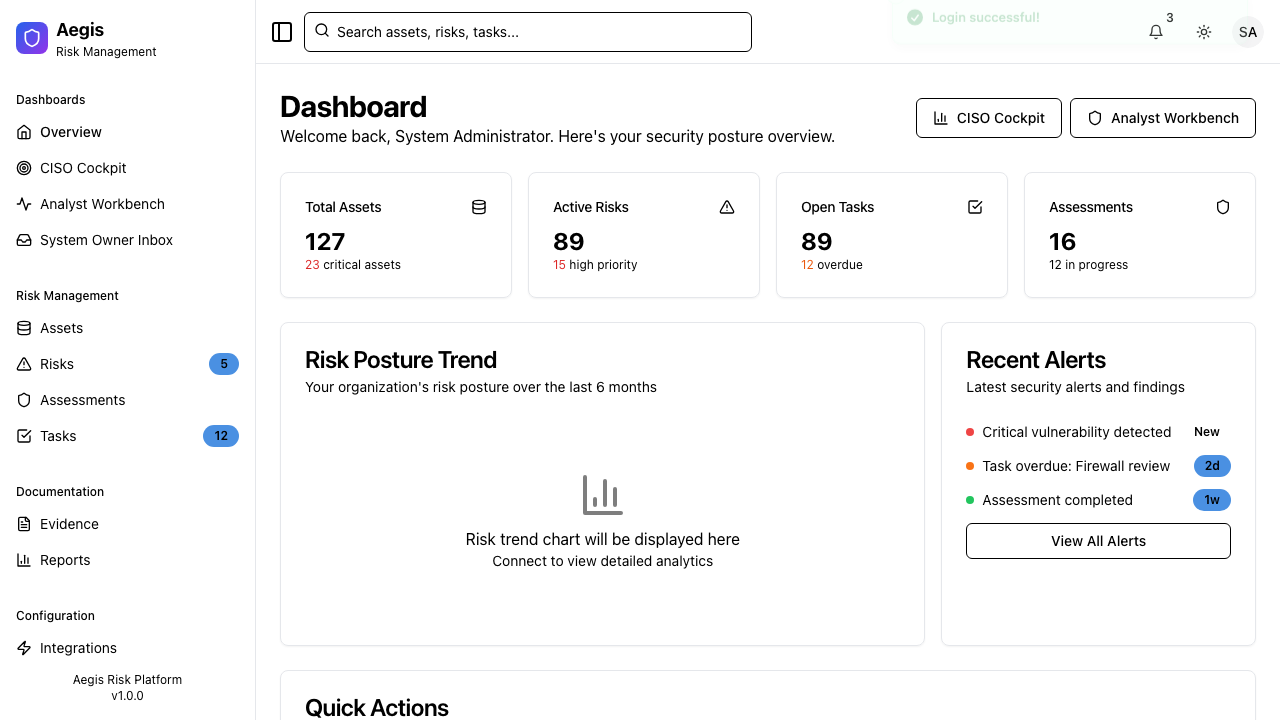 Aegis
Risk Management
Dashboards
Overview
CISO Cockpit
Analyst Workbench
System Owner Inbox
Risk Management
Assets
Risks
5
Assessments
Tasks
12
Documentation
Evidence
Reports
Configuration
Integrations
Aegis Risk Platform
v1.0.0
Search assets, risks, tasks...
Login successful!
3
SA
Dashboard
Welcome back, System Administrator. Here's your security posture overview.
CISO Cockpit
Analyst Workbench
Total Assets
127
23 critical assets
Active Risks
89
15 high priority
Open Tasks
89
12 overdue
Assessments
16
12 in progress
Risk Posture Trend
Your organization's risk posture over the last 6 months
Risk trend chart will be displayed here
Connect to view detailed analytics
Recent Alerts
Latest security alerts and findings
Critical vulnerability detected New
Task overdue: Firewall review 2d
Assessment completed 1w
View All Alerts
Quick Actions